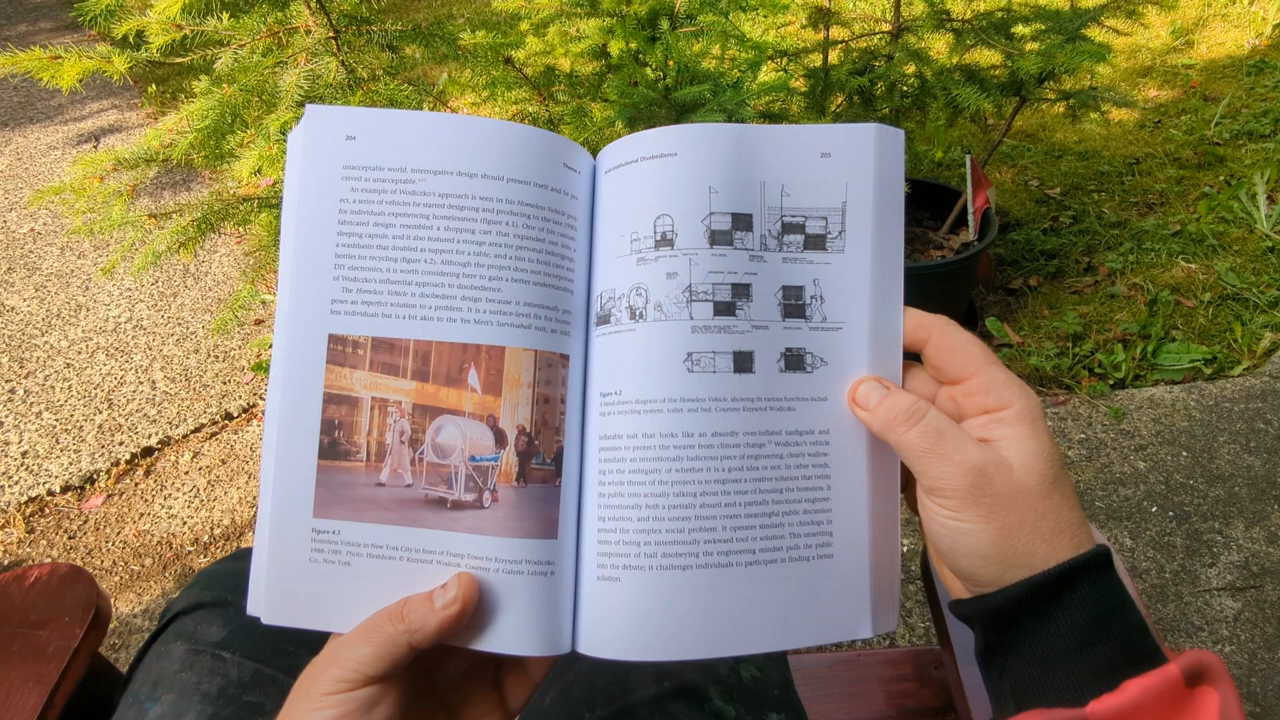 204
Theme 4
unacceptable world, interrogative design should present itself and be per-
ceived as unacceptable."11
An example of Wodiczko's approach is seen in his Homeless Vehicle proj-
ect, a series of vehicles he started designing and producing in the late 1980s
for individuals experiencing homelessness (figure 4.1). One of his custom-
fabricated designs resembled a shopping cart that expanded out into a
sleeping capsule, and it also featured a storage area for personal belongings,
a washbasin that doubled as support for a table, and a bin to hold cans and
bottles for recycling (figure 4.2). Although the project does not incorporate
DIY electronics, it is worth considering here to gain a better understanding
of Wodiczko's influential approach to disobedience.
The Homeless Vehicle is disobedient design because it intentionally pro-
poses an imperfect solution to a problem. It is a surface-level fix for home-
less individuals but is a bit akin to the Yes Men's Survivaball suit, an odd,
Figure 4.1
Homeless Vehicle in New York City in front of Trump Tower by Krzysztof Wodiczko,
1988–1989. Photo Hirshhorn © Krzysztof Wodiczk. Courtesy of Galerie Lelong &
Co., New York.
Anti-institutional Disobedience
205
Figure 4.2
A hand-drawn diagram of the Homeless Vehicle, showing its various functions includ-
ing as a recycling system, toilet, and bed. Courtesy Krzysztof Wodiczko.
inflatable suit that looks like an absurdly over-inflated tardigrade and
promises to protect the wearer from climate change.12 Wodiczko's vehicle
is similarly an intentionally ludicrous piece of engineering, clearly wallow-
ing in the ambiguity of whether it is a good idea or not. In other words,
the whole thrust of the project is to engineer a creative solution that twists
the public into actually talking about the issue of housing the homeless. It
is intentionally both a partially absurd and a partially functional engineer-
ing solution, and this uneasy frisson creates meaningful public discussion
around the complex social problem. It operates similarly to chindogu in
terms of being an intentionally awkward tool or solution. This unsettling
component of half disobeying the engineering mindset pulls the public
into the debate; it challenges individuals to participate in finding a better
solution.